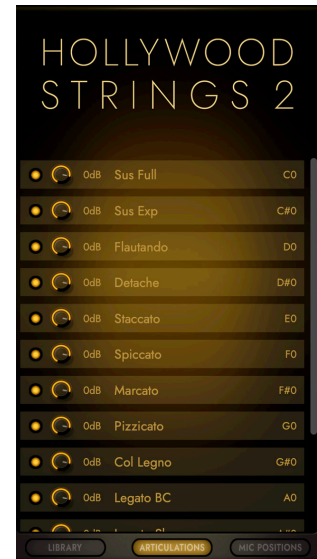 HOLLYWOOD
STRINGS 2
0dB Sus Full C0
0dB Sus Exp C#0
0dB Flautando D0
0dB Detache D#0
0dB Staccato E0
0dB Spiccato F0
0dB Marcato F#0
0dB Pizzicato G0
0dB Col Legno G#0
0dB Legato BC A0
LIBRARY ARTICULATIONS MIC POSITIONS